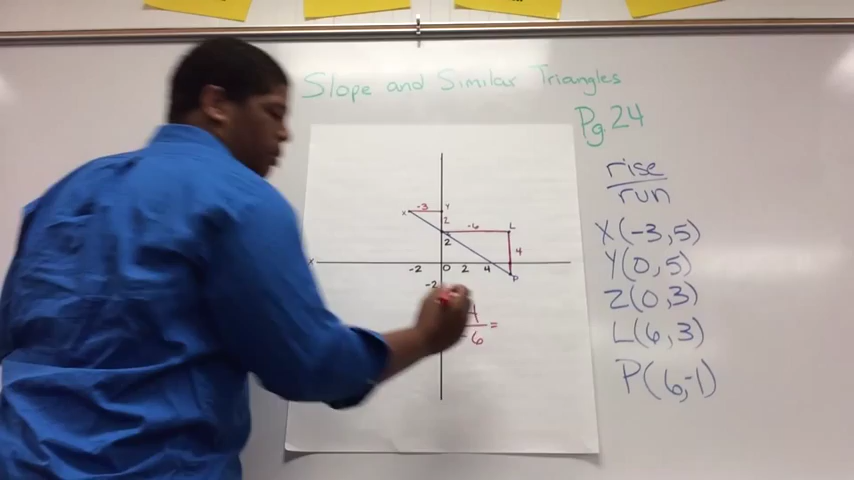 Slope and Similar Triangles
Pg. 24
rise
run
X(-3,5)
Y(0,5)
Z(0,3)
L(6,3)
P(6,-1)
-3 Y
X 2
-6 L
2 4
X -2 0 2 4
P
-2
4
-6 =